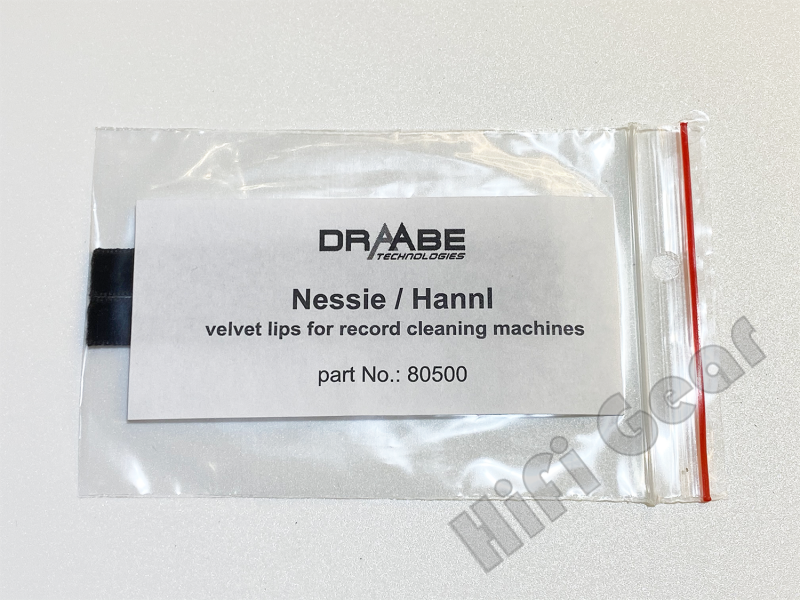 DRAABE
TECHNOLOGIES
Nessie / Hannl
velvet lips for record cleaning machines
part No.: 80500
Hifi Gear